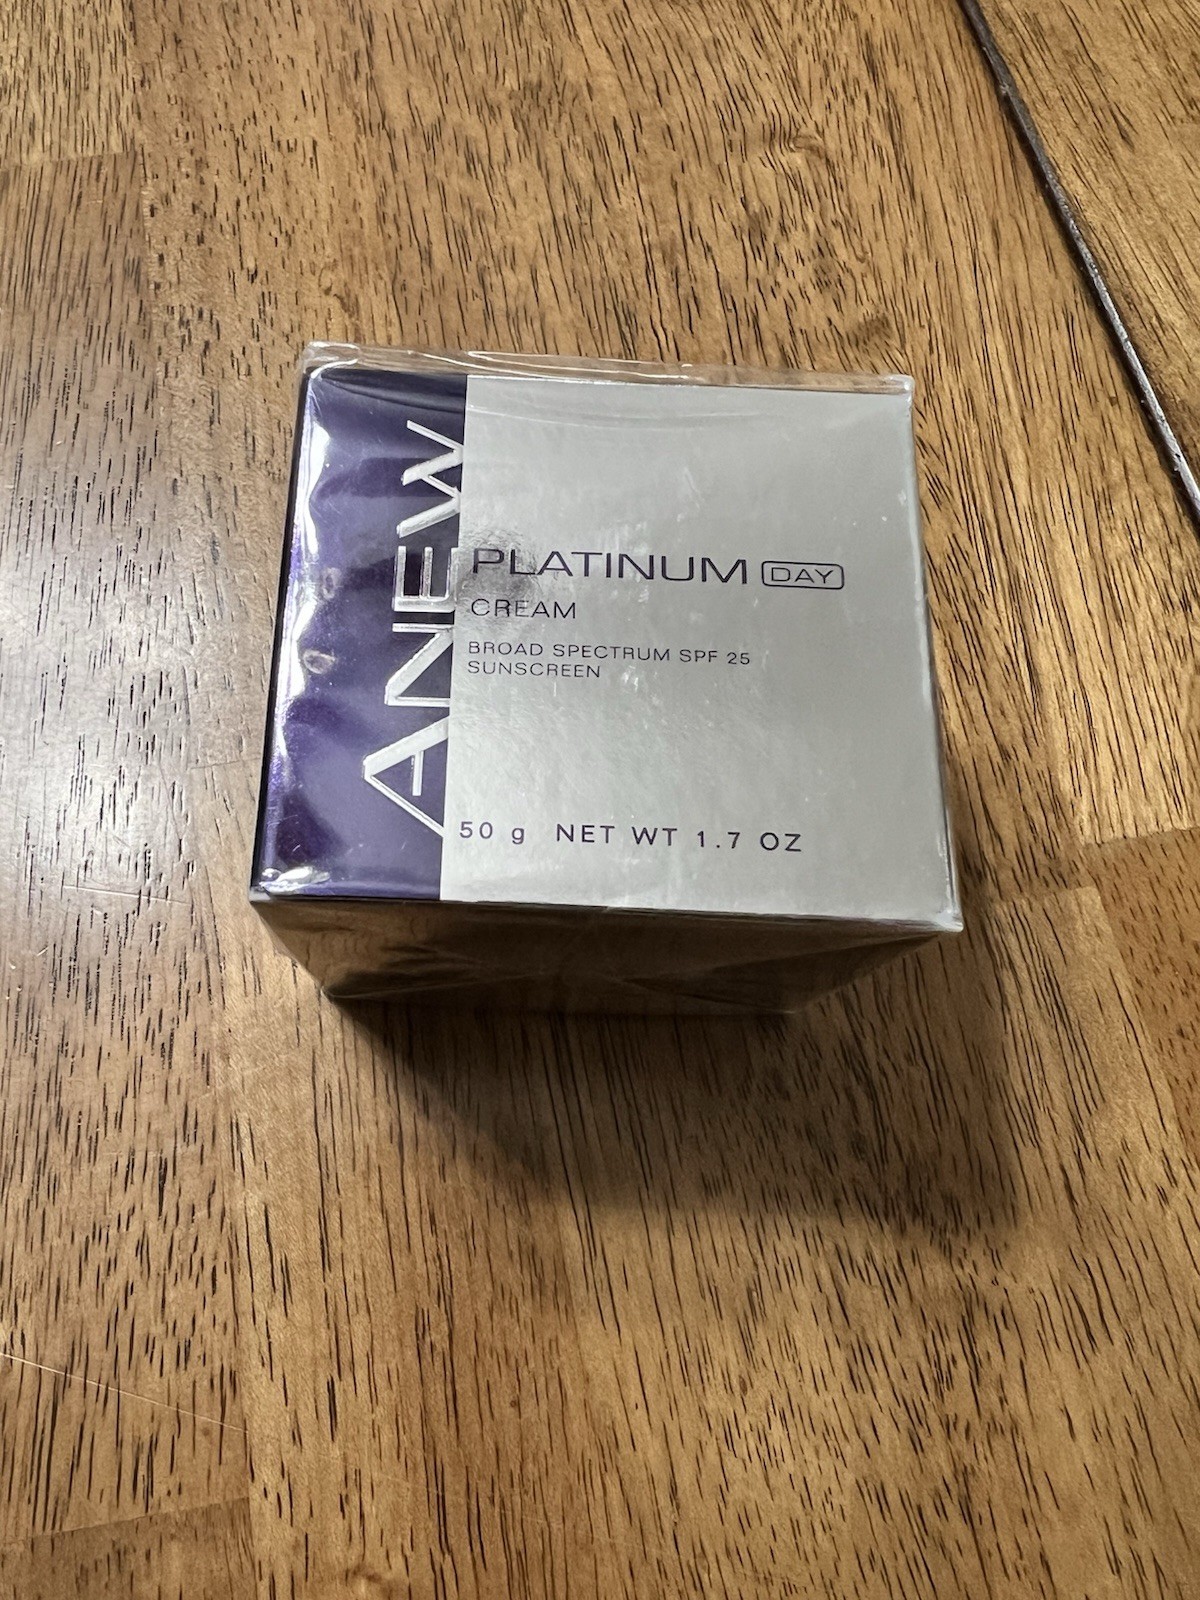 ANEW
PLATINUM DAY
CREAM
BROAD SPECTRUM SPF 25
SUNSCREEN
50 g NET WT 1.7 OZ